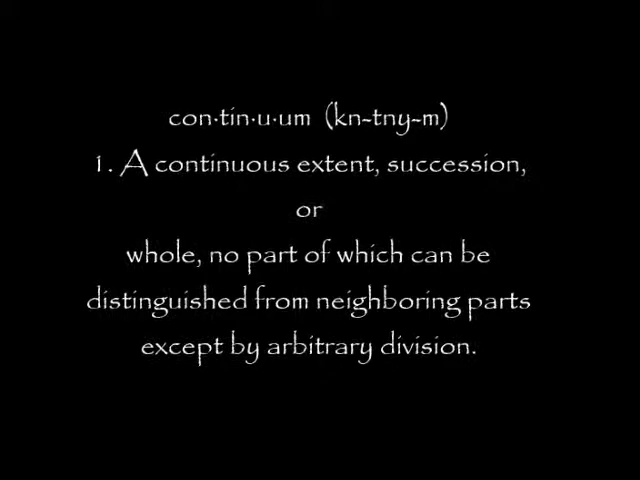 con·tin·u·um (kn-tny-m)
1. A continuous extent, succession,
or
whole, no part of which can be
distinguished from neighboring parts
except by arbitrary division.